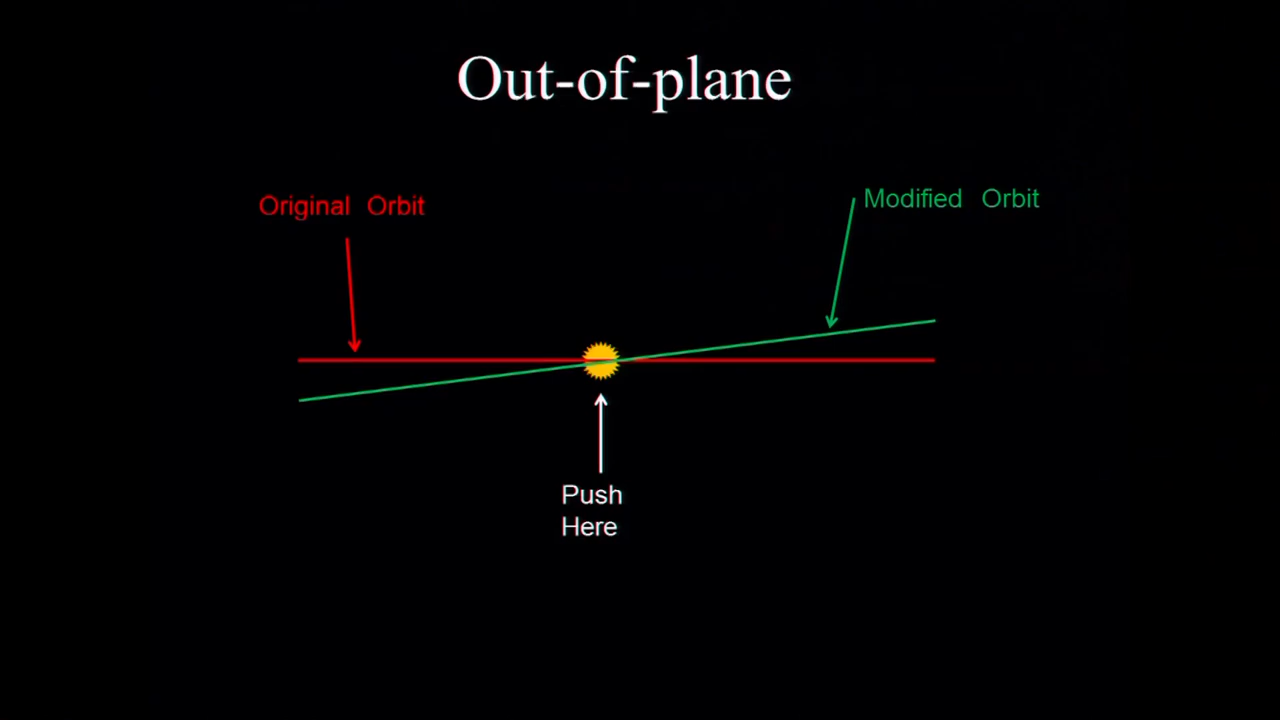 Out-of-plane
Original Orbit
Modified Orbit
Push
Here